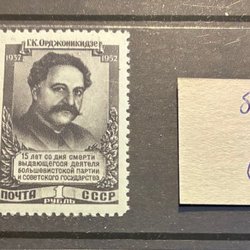 Г.К.Орджоникидзе
1937 1952
15 лет со дня смерти
выдающегося деятеля
большевистской партии
и советского государства
ПОЧТА 1 СССР
РУБЛЬ